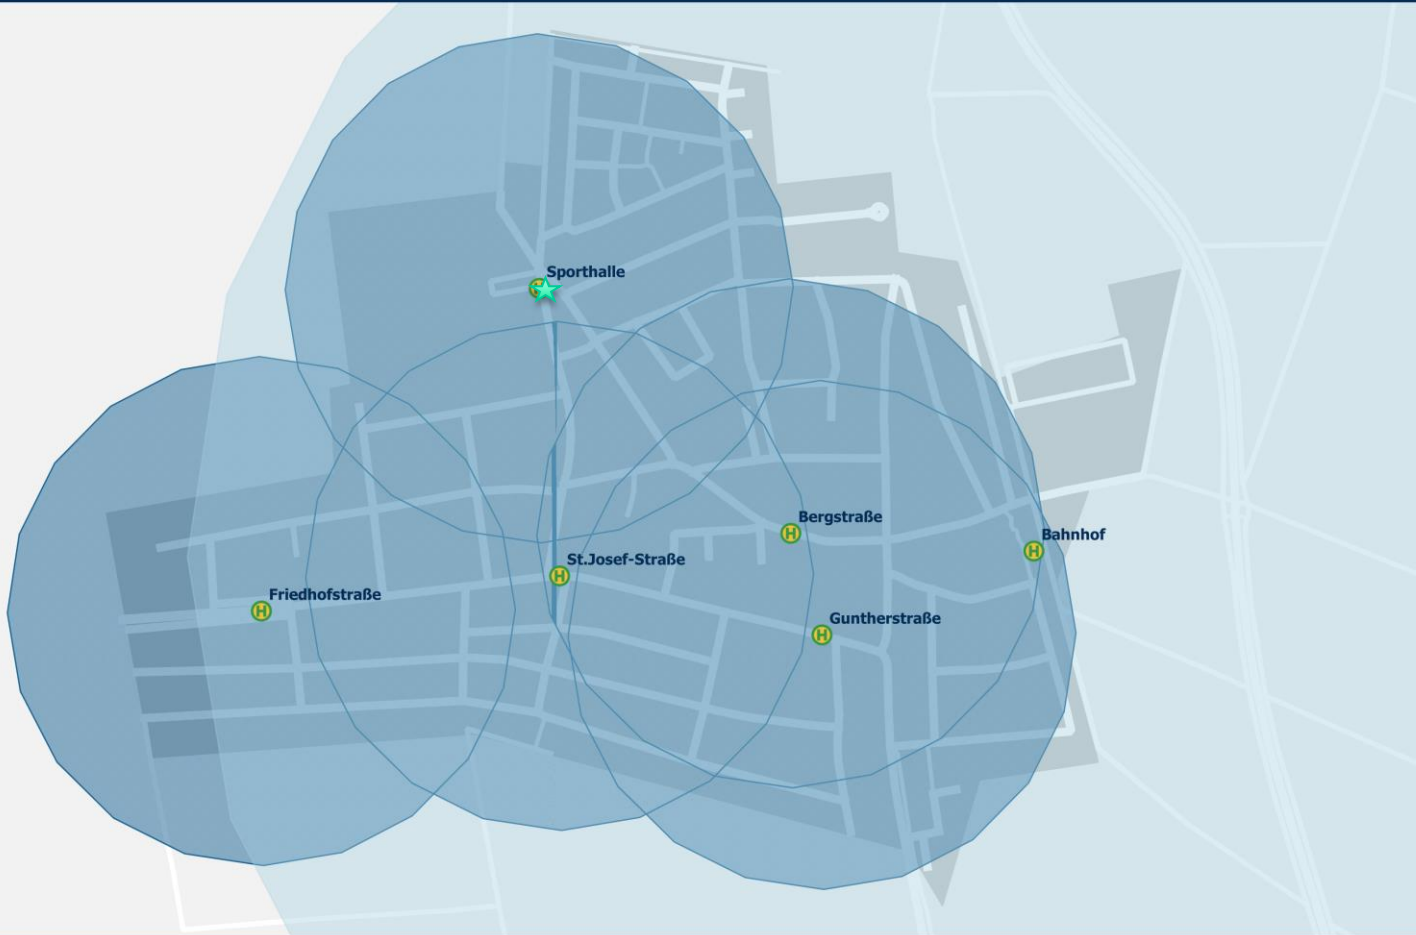 Sporthalle
Bergstraße
Bahnhof
H
H
St.Josef-Straße
H
Friedhofstraße
H
Guntherstraße
H